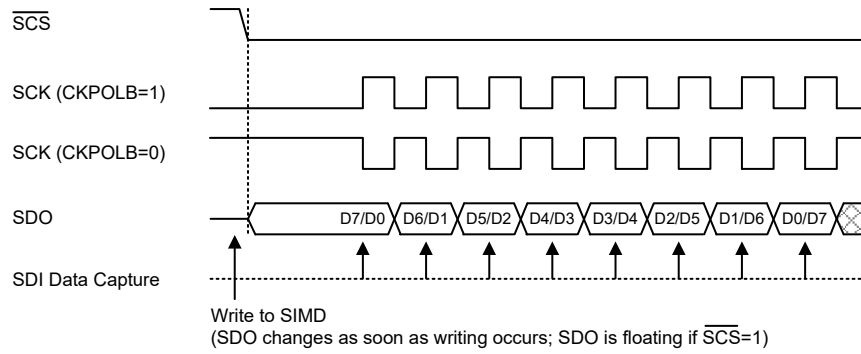 SCS
SCK (CKPOLB=1)
SCK (CKPOLB=0)
SDO D7/D0 D6/D1 D5/D2 D4/D3 D3/D4 D2/D5 D1/D6 D0/D7
SDI Data Capture
Write to SIMD
(SDO changes as soon as writing occurs; SDO is floating if SCS=1)